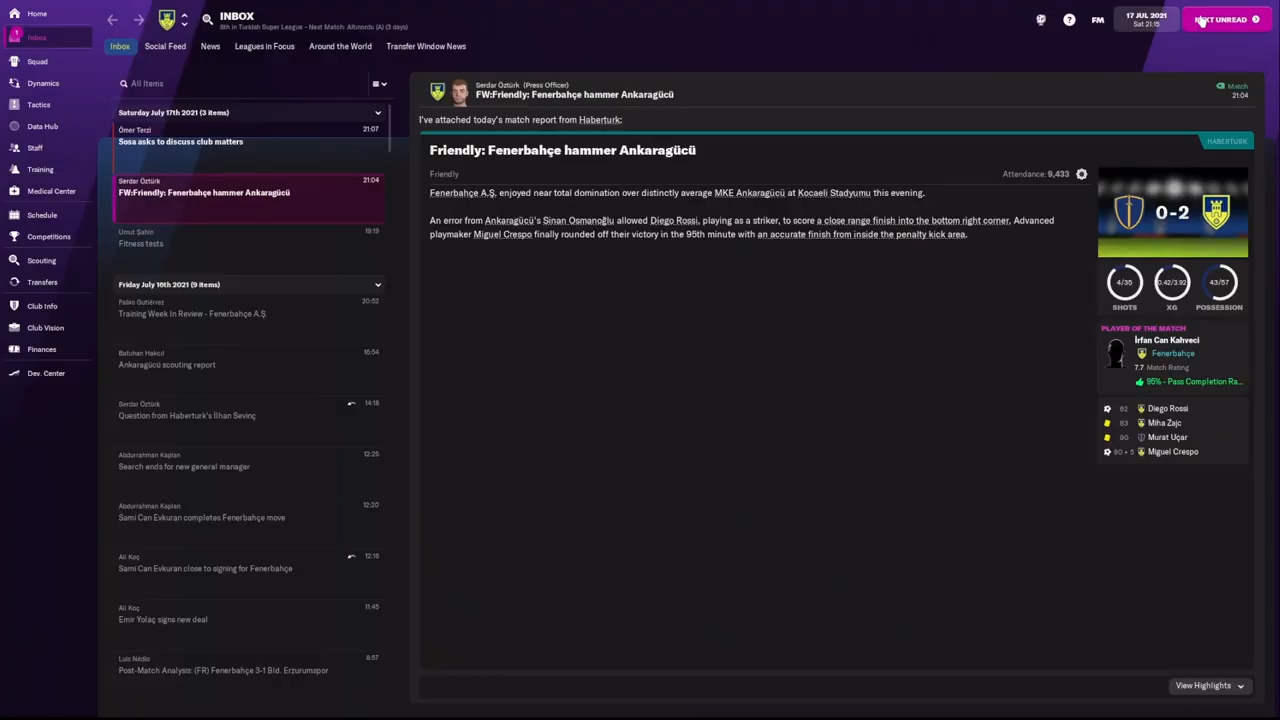 Home
INBOX
8th in Turkish Super League - Next Match: Altınordu (A) (3 days)
FM
17 JUL 2021
Sat 21:15
NEXT UNREAD
1
Inbox
Inbox
Social Feed
News
Leagues in Focus
Around the World
Transfer Window News
Squad
Dynamics
Tactics
Data Hub
Staff
Training
Medical Center
Schedule
Competitions
Scouting
Transfers
Club Info
Club Vision
Finances
Dev. Center
All Items
Saturday July 17th 2021 (3 items)
Ömer Terzi
21:07
Sosa asks to discuss club matters
Serdar Öztürk
21:04
FW:Friendly: Fenerbahçe hammer Ankaragücü
Umut Şahin
19:19
Fitness tests
Friday July 16th 2021 (9 items)
Fabio Gutiérrez
20:52
Training Week In Review - Fenerbahçe A.Ş.
Batuhan Hakcıl
16:54
Ankaragücü scouting report
Serdar Öztürk
14:18
Question from Haberturk's İlhan Sevinç
Abdurrahman Kaplan
12:25
Search ends for new general manager
Abdurrahman Kaplan
12:20
Sami Can Evkuran completes Fenerbahçe move
Ali Koç
12:16
Sami Can Evkuran close to signing for Fenerbahçe
Ali Koç
11:45
Emir Yolaç signs new deal
Luis Nédio
8:57
Post-Match Analysis: (FR) Fenerbahçe 3-1 Bld. Erzurumspor
Serdar Öztürk (Press Officer)
FW:Friendly: Fenerbahçe hammer Ankaragücü
Match
21:04
I've attached today's match report from Haberturk:
HABERTURK
Friendly: Fenerbahçe hammer Ankaragücü
Friendly
Attendance: 9,433
Fenerbahçe A.Ş. enjoyed near total domination over distinctly average MKE Ankaragücü at Kocaeli Stadyumu this evening.
An error from Ankaragücü's Sinan Osmanoğlu allowed Diego Rossi, playing as a striker, to score a close range finish into the bottom right corner. Advanced
playmaker Miguel Crespo finally rounded off their victory in the 95th minute with an accurate finish from inside the penalty kick area.
0-2
4/35
0.42/3.92
43/57
SHOTS
XG
POSSESSION
PLAYER OF THE MATCH
İrfan Can Kahveci
Fenerbahçe
7.7 Match Rating
95% - Pass Completion Ra...
62 Diego Rossi
83 Miha Zajc
90 Murat Uçar
90 + 5 Miguel Crespo
View Highlights